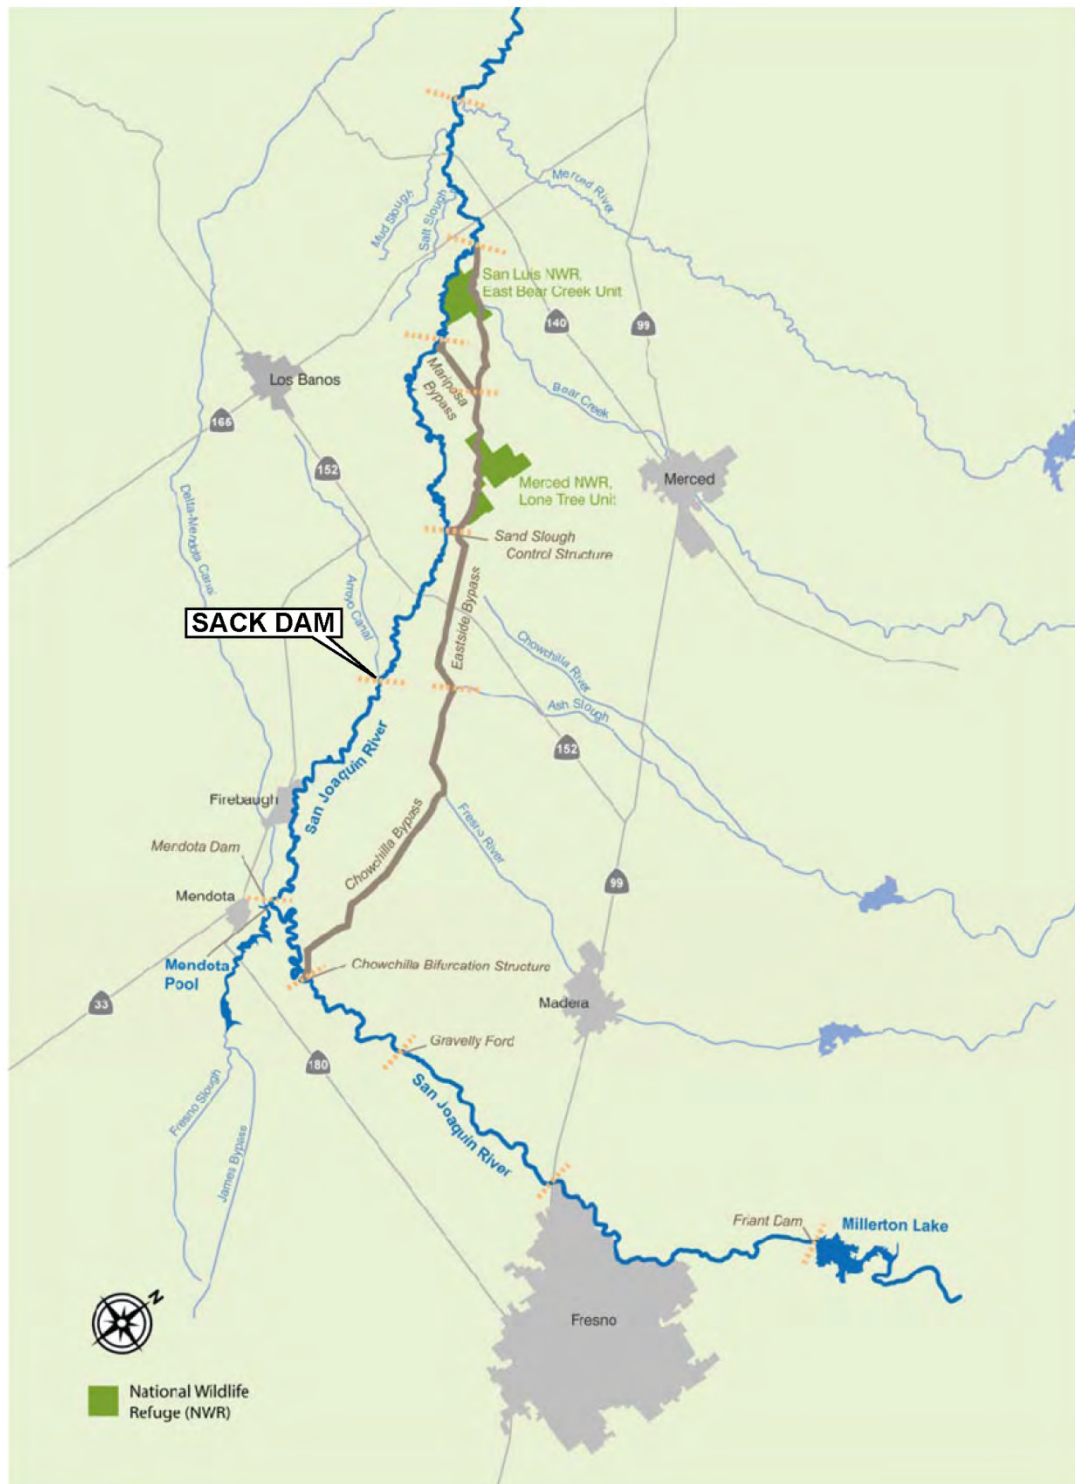 Merced River
Mud Slough
Salt Slough
San Luis NWR,
East Bear Creek Unit
140
99
Los Banos
Mariposa
Bypass
Bear Creek
165
152
Merced
Merced NWR,
Lone Tree Unit
Delta-Mendota Canal
Sand Slough
Control Structure
Arroyo Canal
Eastside Bypass
SACK DAM
Chowchilla River
Ash Slough
152
San Joaquin River
Firebaugh
Chowchilla Bypass
Fresno River
Mendota Dam
99
Mendota
Mendota
Pool
Chowchilla Bifurcation Structure
33
Madera
Gravelly Ford
180
San Joaquin River
Fresno Slough
James Bypass
Friant Dam
Millerton Lake
N
Fresno
National Wildlife
Refuge (NWR)